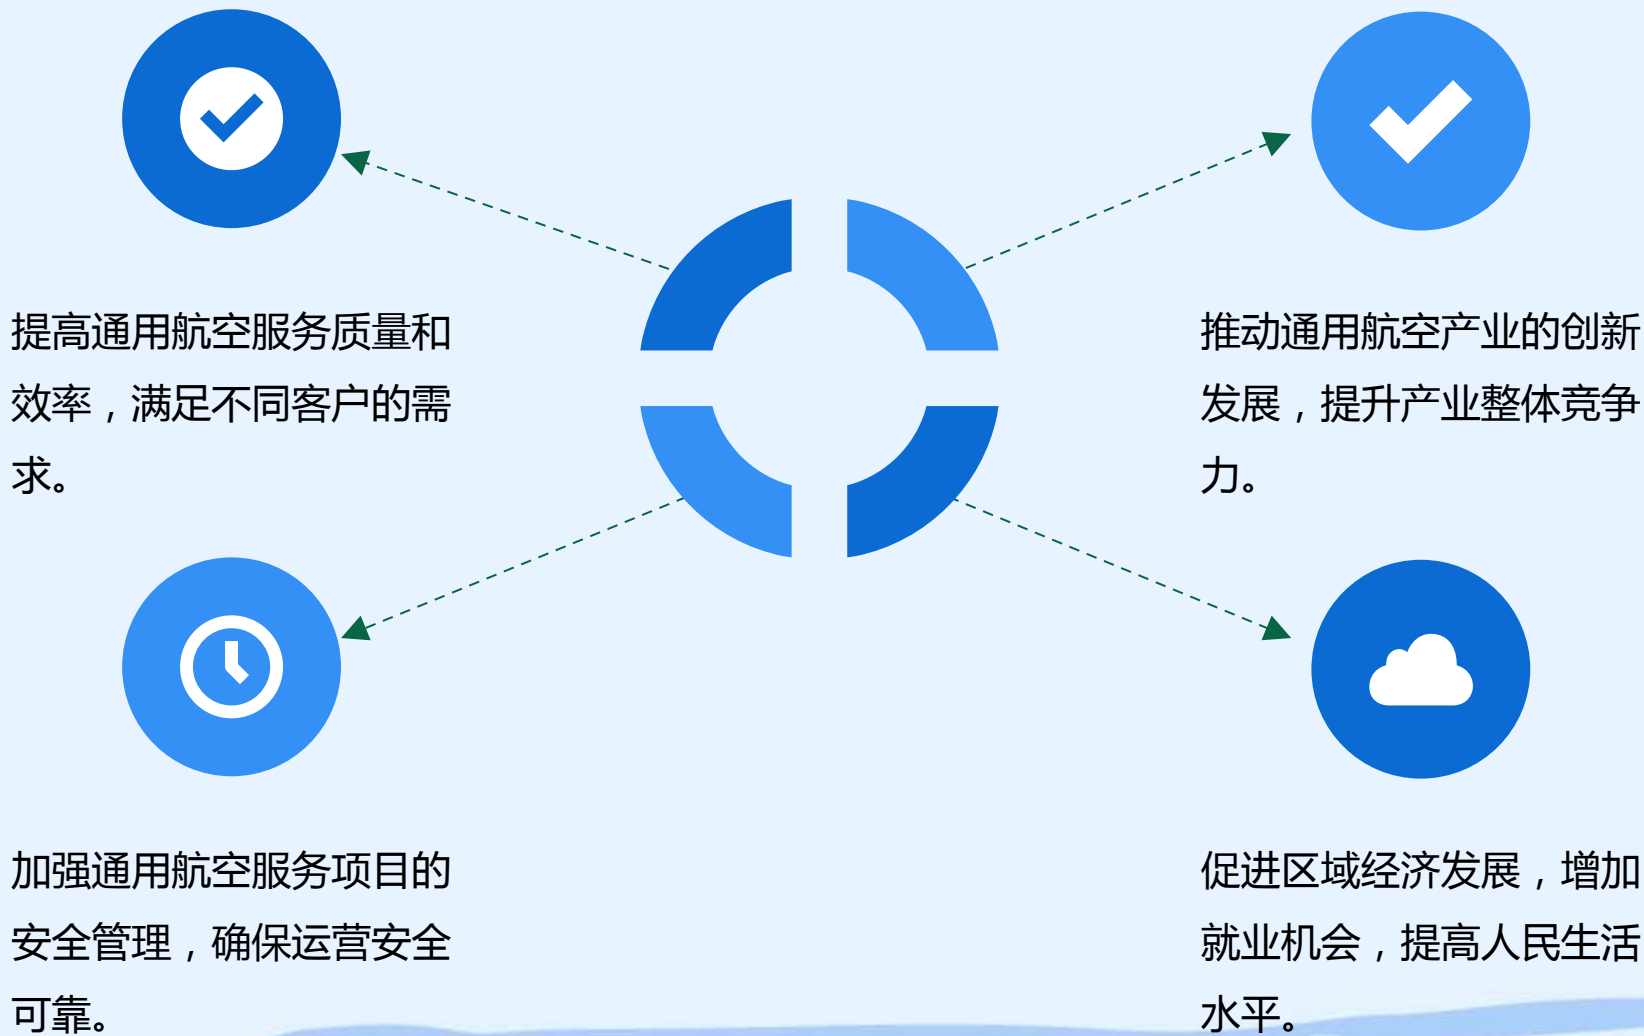 提高通用航空服务质量和
效率，满足不同客户的需
求。
推动通用航空产业的创新
发展，提升产业整体竞争
力。
加强通用航空服务项目的
安全管理，确保运营安全
可靠。
促进区域经济发展，增加
就业机会，提高人民生活
水平。